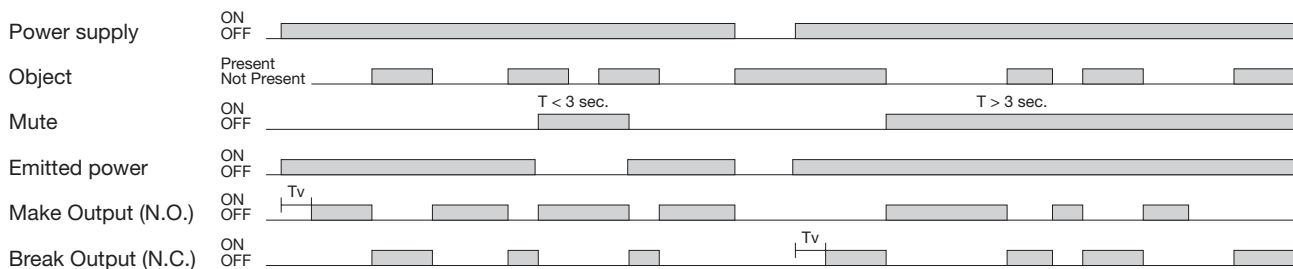 Power supply ON
OFF
Object Present
Not Present
Mute ON
OFF
T < 3 sec. T > 3 sec.
Emitted power ON
OFF
Make Output (N.O.) ON
OFF
Tv
Break Output (N.C.) ON
OFF
Tv